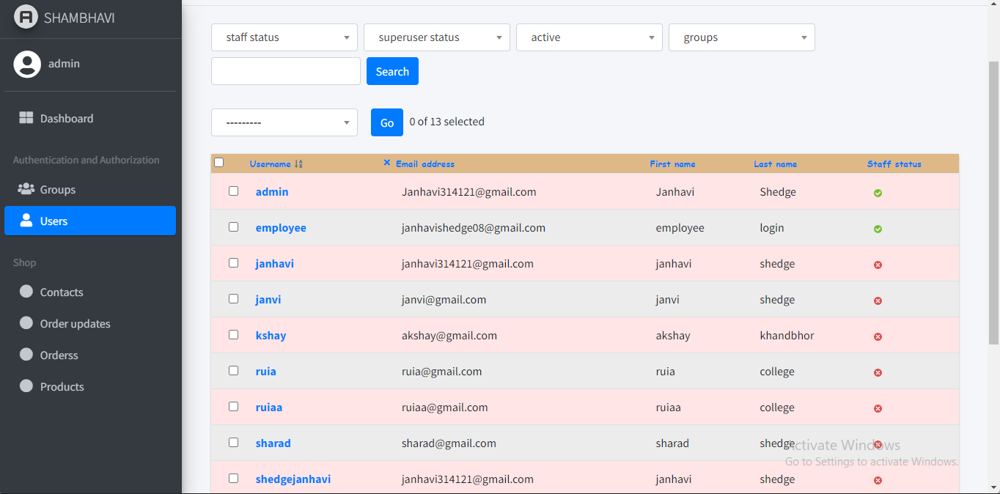 SHAMBHAVI
admin
Dashboard
Authentication and Authorization
Groups
Users
Shop
Contacts
Order updates
Orderss
Products
staff status superuser status active groups
Search
--------- Go 0 of 13 selected
Username Email address First name Last name Staff status
admin Janhavi314121@gmail.com Janhavi Shedge
employee janhavishedge08@gmail.com employee login
janhavi janhavi314121@gmail.com janhavi shedge
janvi janvi@gmail.com janvi shedge
kshay akshay@gmail.com akshay khandbhor
ruia ruia@gmail.com ruia college
ruiaa ruiaa@gmail.com ruiaa college
sharad sharad@gmail.com sharad shedge
shedgejanhavi janhavi314121@gmail.com janhavi shedge
Activate Windows
Go to Settings to activate Windows.